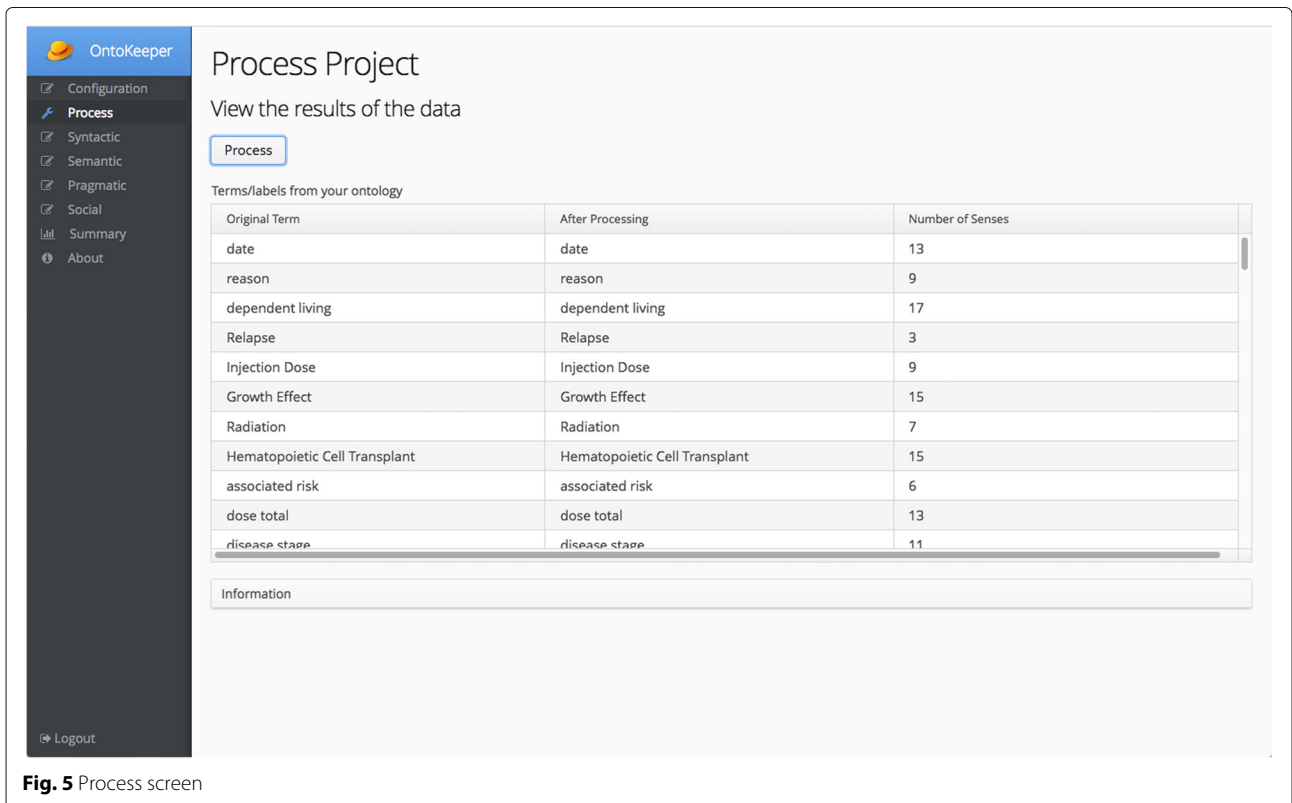 OntoKeeper
Configuration
Process
Syntactic
Semantic
Pragmatic
Social
Summary
About
Logout
Process Project
View the results of the data
Process
Terms/labels from your ontology
Original Term After Processing Number of Senses
date date 13
reason reason 9
dependent living dependent living 17
Relapse Relapse 3
Injection Dose Injection Dose 9
Growth Effect Growth Effect 15
Radiation Radiation 7
Hematopoietic Cell Transplant Hematopoietic Cell Transplant 15
associated risk associated risk 6
dose total dose total 13
disease stage disease stage 11
Information
Fig. 5 Process screen